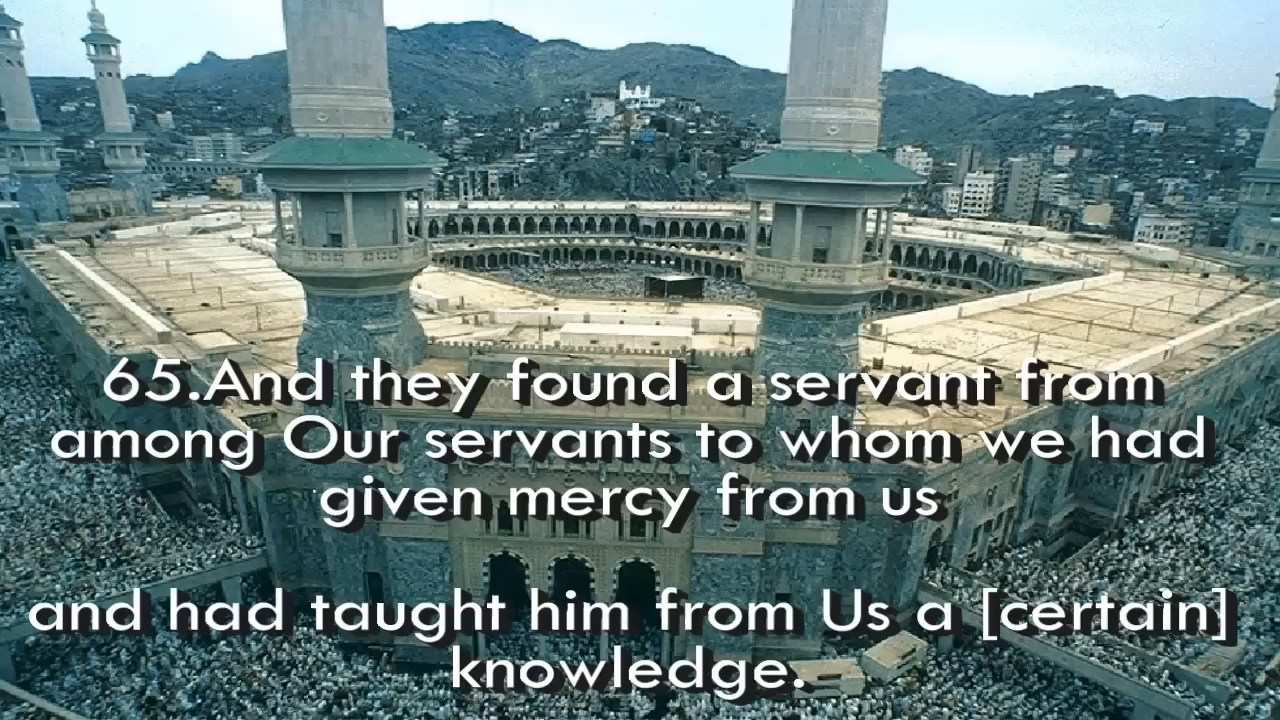 65.And they found a servant from
among Our servants to whom we had
given mercy from us
and had taught him from Us a [certain]
knowledge.